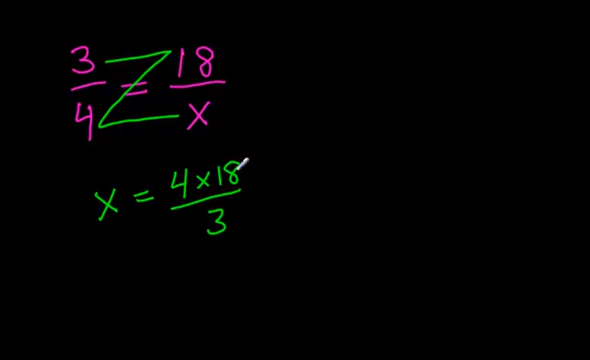 3/4 = 18/x
x = 4×18/3